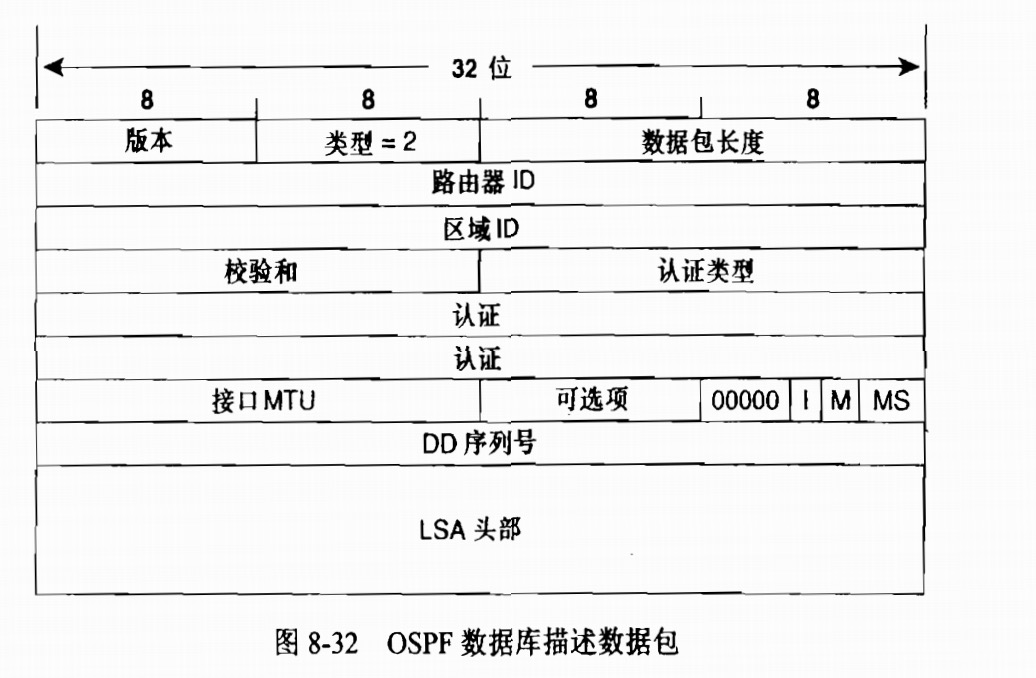 32 位
8 8 8 8
版本 类型 = 2 数据包长度
路由器 ID
区域 ID
校验和 认证类型
认证
认证
接口 MTU 可选项 00000 I M MS
DD 序列号
LSA 头部
图 8-32 OSPF 数据库描述数据包